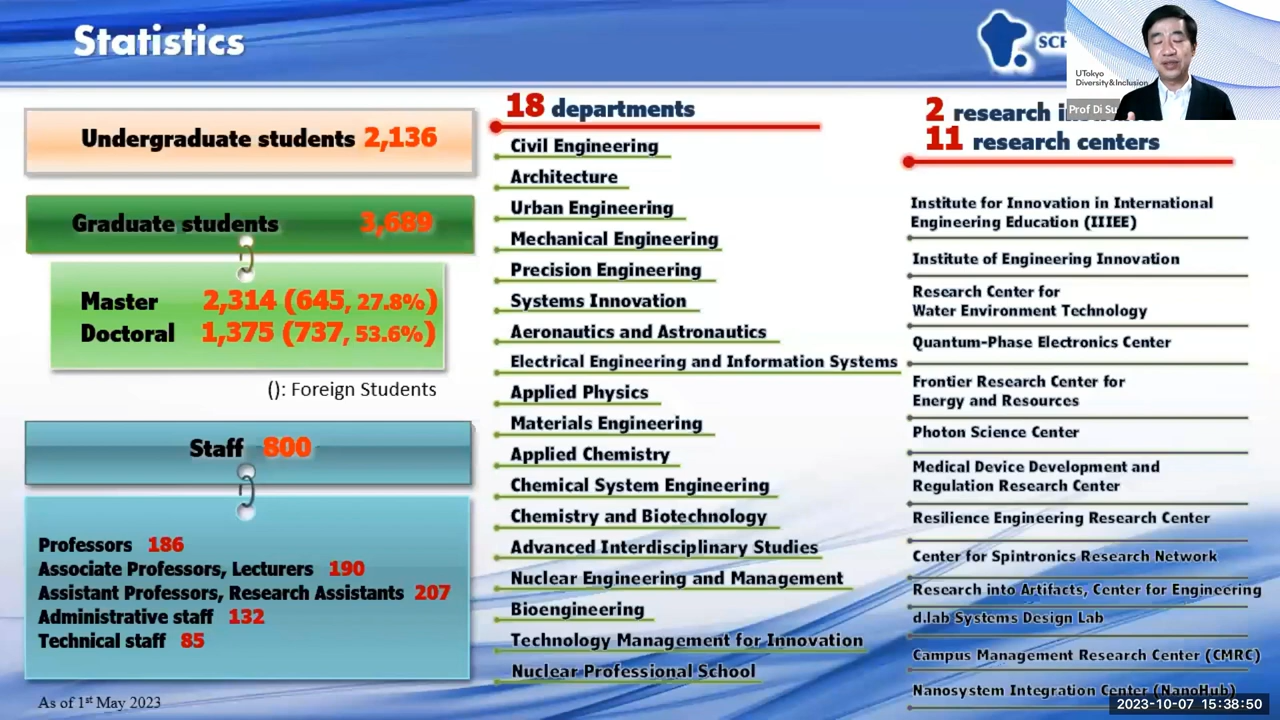 Statistics
SCH
UTokyo
Diversity&Inclusion
Prof Di Su
Undergraduate students 2,136
Graduate students 3,689
Master 2,314 (645, 27.8%)
Doctoral 1,375 (737, 53.6%)
(): Foreign Students
Staff 800
Professors 186
Associate Professors, Lecturers 190
Assistant Professors, Research Assistants 207
Administrative staff 132
Technical staff 85
As of 1st May 2023
18 departments
Civil Engineering
Architecture
Urban Engineering
Mechanical Engineering
Precision Engineering
Systems Innovation
Aeronautics and Astronautics
Electrical Engineering and Information Systems
Applied Physics
Materials Engineering
Applied Chemistry
Chemical System Engineering
Chemistry and Biotechnology
Advanced Interdisciplinary Studies
Nuclear Engineering and Management
Bioengineering
Technology Management for Innovation
Nuclear Professional School
2 research
11 research centers
Institute for Innovation in International
Engineering Education (IIIEE)
Institute of Engineering Innovation
Research Center for
Water Environment Technology
Quantum-Phase Electronics Center
Frontier Research Center for
Energy and Resources
Photon Science Center
Medical Device Development and
Regulation Research Center
Resilience Engineering Research Center
Center for Spintronics Research Network
Research into Artifacts, Center for Engineering
d.lab Systems Design Lab
Campus Management Research Center (CMRC)
Nanosystem Integration Center (NanoHub)
2023-10-07 15:38:50